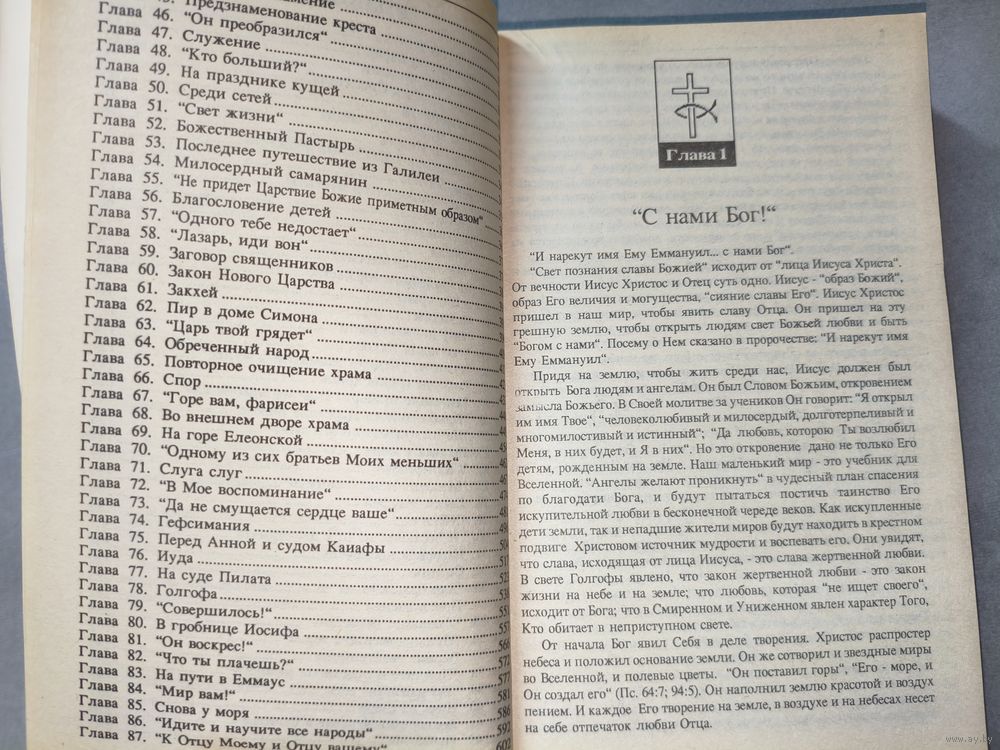 45. Предзнаменование креста
Глава 46. "Он преобразился"
Глава 47. Служение
Глава 48. "Кто больший?"
Глава 49. На празднике кущей
Глава 50. Среди сетей
Глава 51. "Свет жизни"
Глава 52. Божественный Пастырь
Глава 53. Последнее путешествие из Галилеи
Глава 54. Милосердный самарянин
Глава 55. "Не придет Царствие Божие приметным образом"
Глава 56. Благословение детей
Глава 57. "Одного тебе недостает"
Глава 58. "Лазарь, иди вон"
Глава 59. Заговор священников
Глава 60. Закон Нового Царства
Глава 61. Закхей
Глава 62. Пир в доме Симона
Глава 63. "Царь твой грядет"
Глава 64. Обреченный народ
Глава 65. Повторное очищение храма
Глава 66. Спор
Глава 67. "Горе вам, фарисеи"
Глава 68. Во внешнем дворе храма
Глава 69. На горе Елеонской
Глава 70. "Одному из сих братьев Моих меньших"
Глава 71. Слуга слуг
Глава 72. "В Мое воспоминание"
Глава 73. "Да не смущается сердце ваше"
Глава 74. Гефсимания
Глава 75. Перед Анной и судом Каиафы
Глава 76. Иуда
Глава 77. На суде Пилата
Глава 78. Голгофа
Глава 79. "Совершилось!"
Глава 80. В гробнице Иосифа
Глава 81. "Он воскрес!"
Глава 82. "Что ты плачешь?"
Глава 83. На пути в Еммаус
Глава 84. "Мир вам!"
Глава 85. Снова у моря
Глава 86. "Идите и научите все народы"
Глава 87. "К Отцу Моему и Отцу вашему" 602
Глава 1
"С нами Бог!"
"И нарекут имя Ему Еммануил... с нами Бог".
"Свет познания славы Божией" исходит от "лица Иисуса Христа".
От вечности Иисус Христос и Отец суть одно. Иисус - "образ Божий",
образ Его величия и могущества, "сияние славы Его". Иисус Христос
пришел в наш мир, чтобы явить славу Отца. Он пришел на эту
грешную землю, чтобы открыть людям свет Божьей любви и быть
"Богом с нами". Посему о Нем сказано в пророчестве: "И нарекут имя
Ему Еммануил.
Придя на землю, чтобы жить среди нас, Иисус должен был
открыть Бога людям и ангелам. Он был Словом Божьим, откровением
замысла Божьего. В Своей молитве за учеников Он говорит: "Я открыл
им имя Твое", "человеколюбивый и милосердый, долготерпеливый и
многомилостивый и истинный"; "Да любовь, которою Ты возлюбил
Меня, в них будет, и Я в них". Но это откровение дано не только Его
детям, рожденным на земле. Наш маленький мир - это учебник для
Вселенной. "Ангелы желают проникнуть" в чудесный план спасения
по благодати Бога, и будут пытаться постичь таинство Его
искупительной любви в бесконечной череде веков. Как искупленные
дети земли, так и непадшие жители миров будут находить в крестном
подвиге Христовом источник мудрости и воспевать его. Они увидят,
что слава, исходящая от лица Иисуса, - это слава жертвенной любви.
В свете Голгофы явлено, что закон жертвенной любви - это закон
жизни на небе и на земле; что любовь, которая "не ищет своего",
исходит от Бога; что в Смиренном и Униженном явлен характер Того,
Кто обитает в неприступном свете.
От начала Бог явил Себя в деле творения. Христос распростер
небеса и положил основание земли. Он же сотворил и звездные миры
во Вселенной, и полевые цветы. "Он поставил горы", "Его - море, и
Он создал его" (Пс. 64:7; 94:5). Он наполнил землю красотой и воздух
пением. И каждое Его творение на земле, в воздухе и на небесах несет
на себе отпечаток любви Отца.
www.ay.by